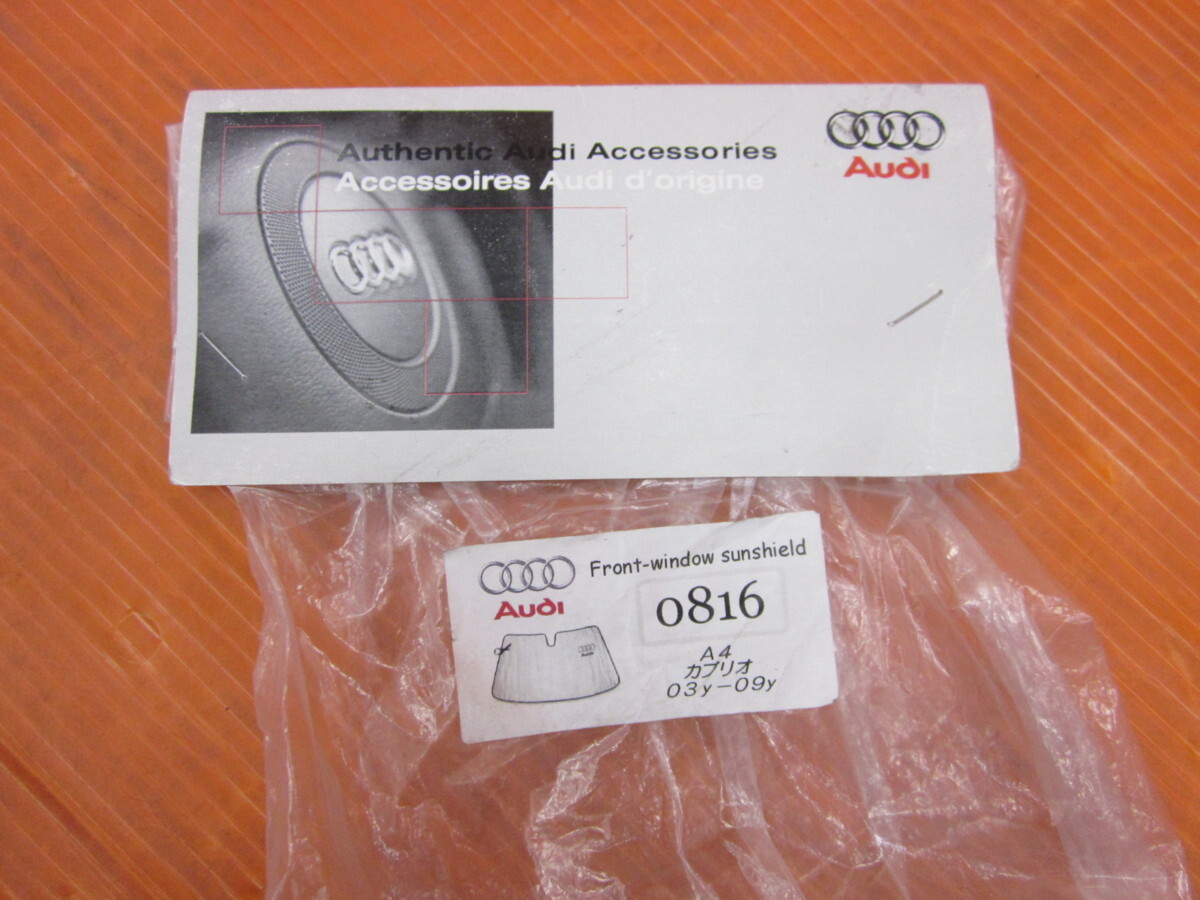 Authentic Audi Accessories
Accessoires Audi d'origine
Audi
Front-window sunshield
Audi
0816
A4
カブリオ
03y-09y